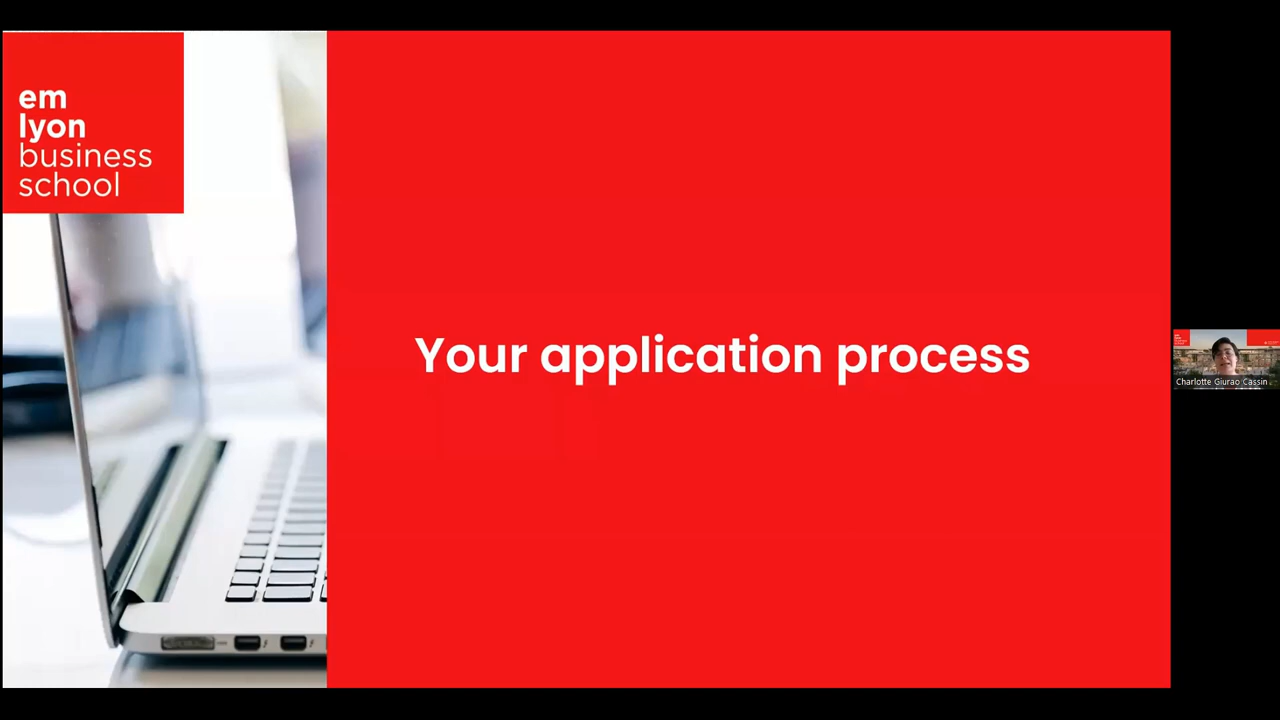 em
lyon
business
school
Your application process
Charlotte Giurao Cassin